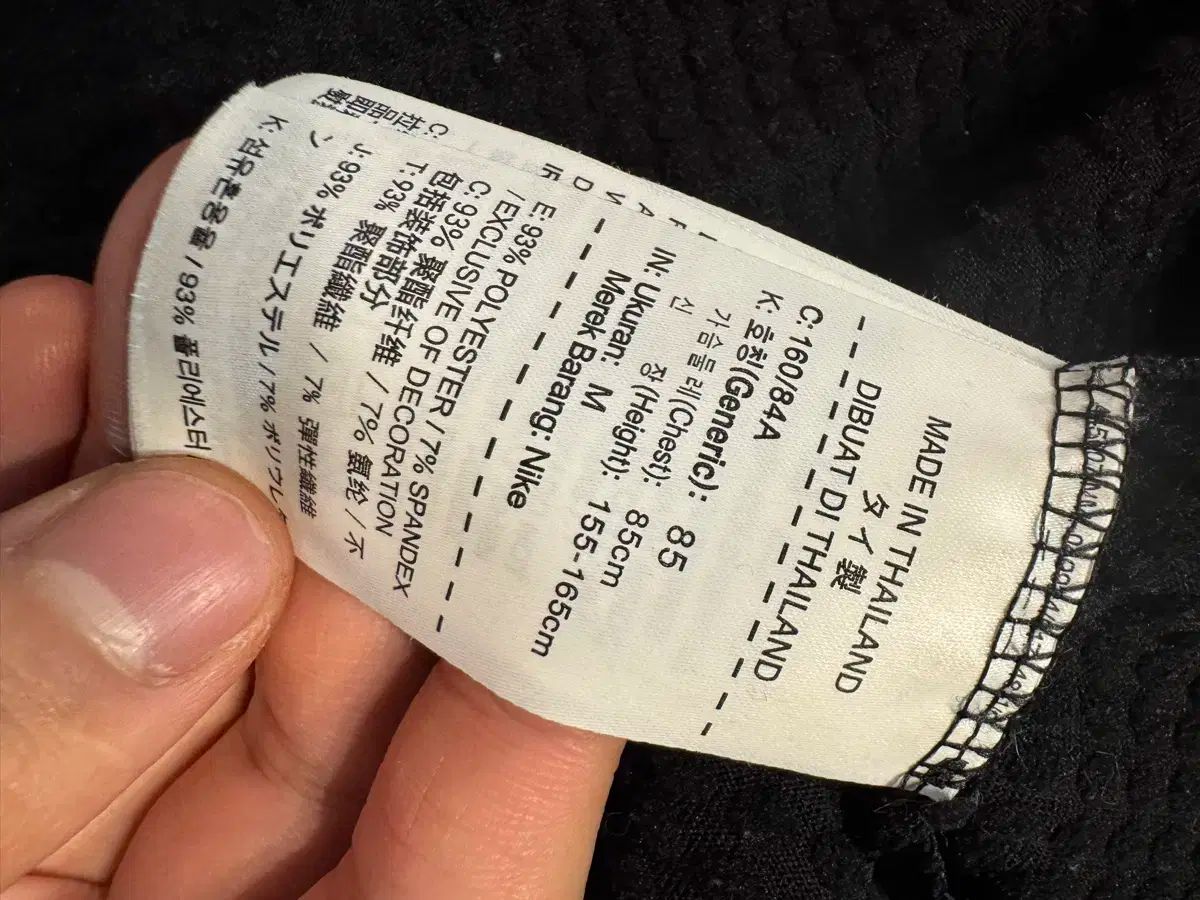 MADE IN THAILAND
タイ製
DIBUAT DI THAILAND
C: 160/84A
K: 호칭(Generic): 85
가슴둘레(Chest): 85cm
신 장(Height): 155-165cm
IN: Ukuran: M
Merek Barang: Nike
E: 93% POLYESTER / 7% SPANDEX
/ EXCLUSIVE OF DECORATION
C: 93% 聚酯纤维 / 7% 氨纶 / 不
包括装饰部分
T: 93% 聚酯纖維 / 7% 彈性纖維
J: 93% ポリエステル / 7% ポリウレタ
ン
K: 섬유혼용율 / 93% 폴리에스터